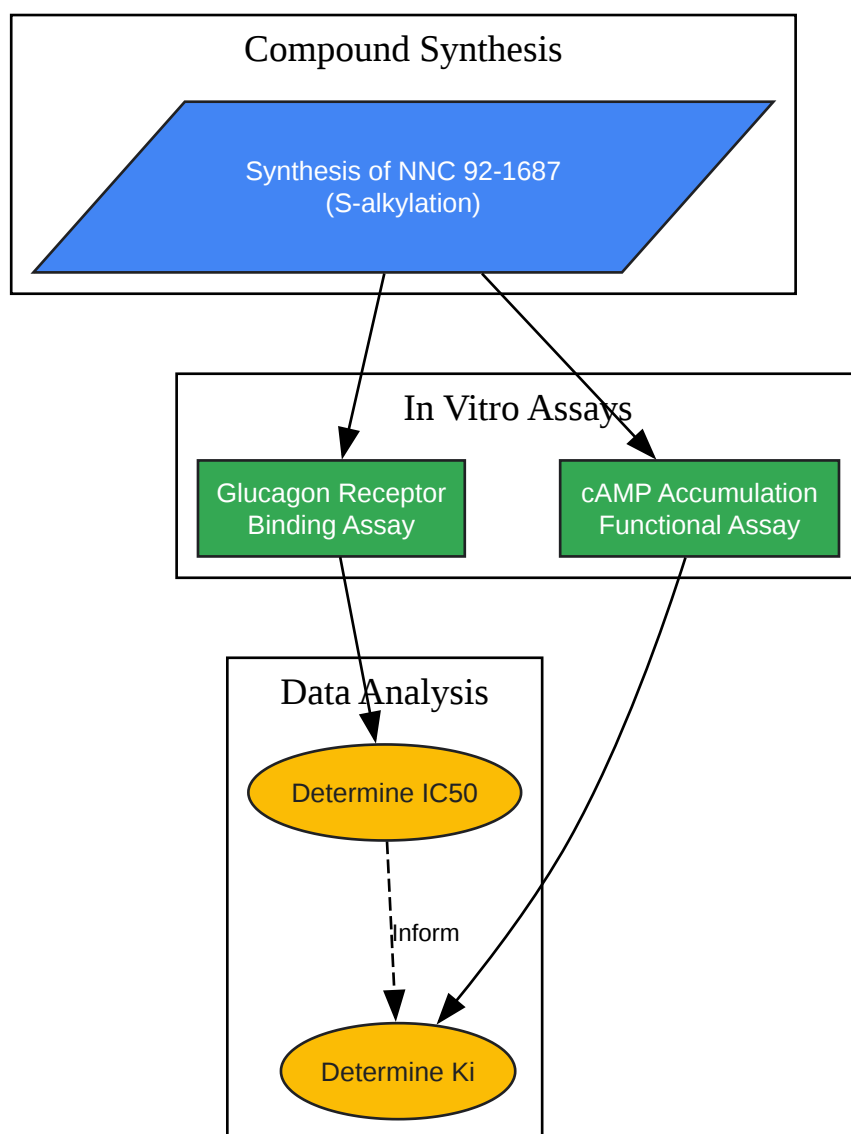 Compound Synthesis
Synthesis of NNC 92-1687
(S-alkylation)
In Vitro Assays
Glucagon Receptor
Binding Assay
cAMP Accumulation
Functional Assay
Data Analysis
Determine IC50
Inform
Determine Ki